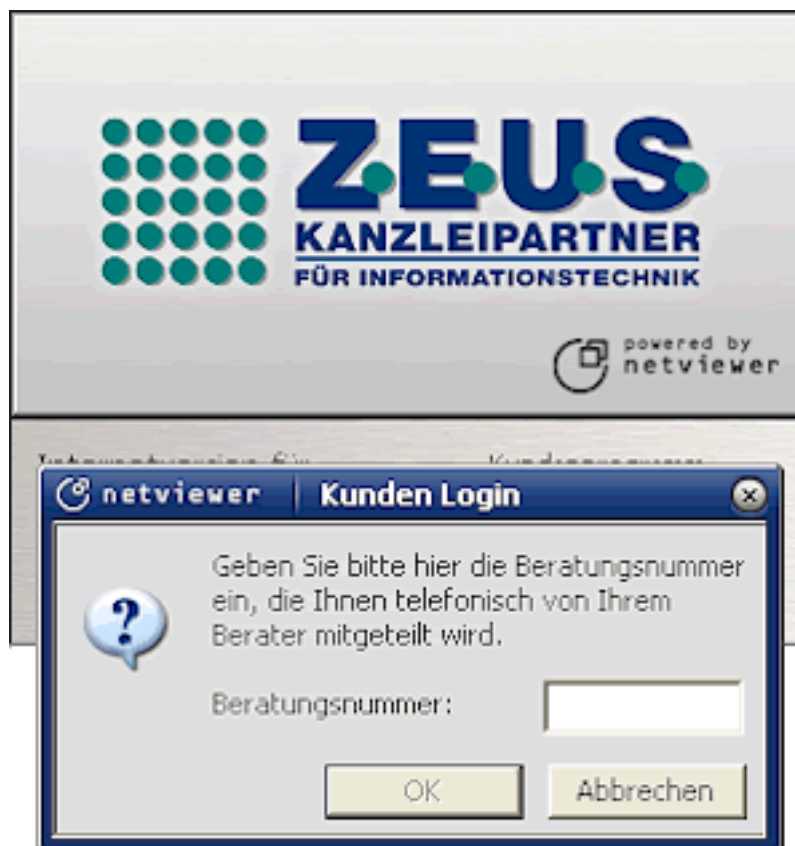 Z.E.U.S.
KANZLEIPARTNER
FÜR INFORMATIONSTECHNIK
powered by
netviewer
netviewer Kunden Login
Geben Sie bitte hier die Beratungsnummer
ein, die Ihnen telefonisch von Ihrem
Berater mitgeteilt wird.
Beratungsnummer:
OK Abbrechen